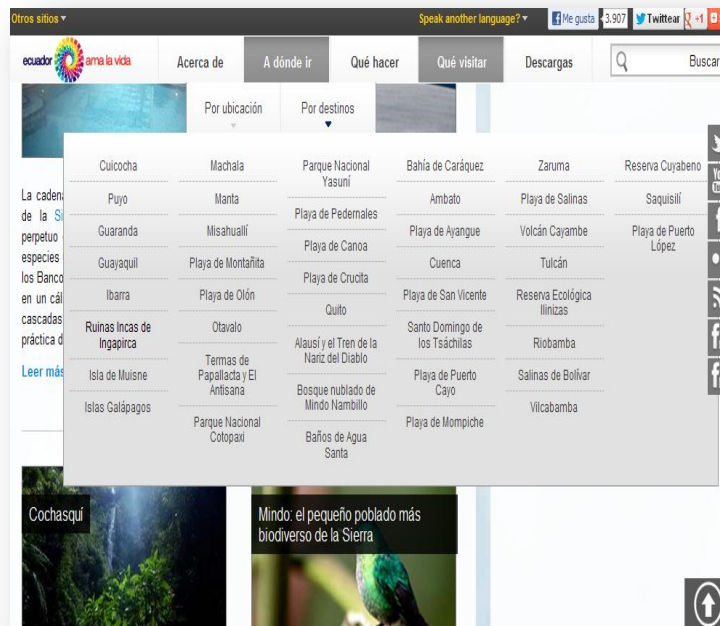 Otros sitios
Speak another language?
Me gusta
3.907
Twittear
+1
ecuador ama la vida
Acerca de
A dónde ir
Qué hacer
Qué visitar
Descargas
Buscar
Por ubicación
Por destinos
Cuicocha
Puyo
Guaranda
Guayaquil
Ibarra
Ruinas Incas de
Ingapirca
Isla de Muisne
Islas Galápagos
Machala
Manta
Misahuallí
Playa de Montañita
Playa de Olón
Otavalo
Termas de
Papallacta y El
Antisana
Parque Nacional
Cotopaxi
Parque Nacional
Yasuní
Playa de Pedernales
Playa de Canoa
Playa de Crucita
Quito
Alausí y el Tren de la
Nariz del Diablo
Bosque nublado de
Mindo Nambillo
Baños de Agua
Santa
Bahía de Caráquez
Ambato
Playa de Ayangue
Cuenca
Playa de San Vicente
Santo Domingo de
los Tsáchilas
Playa de Puerto
Cayo
Playa de Mompiche
Zaruma
Playa de Salinas
Volcán Cayambe
Tulcán
Reserva Ecológica
Ilinizas
Riobamba
Salinas de Bolívar
Vilcabamba
Reserva Cuyabeno
Saquisilí
Playa de Puerto
López
La cadena
de la
perpetuo
especies
los Banco
en un cál
cascadas
práctica d
Leer más
Cochasquí
Mindo: el pequeño poblado más
biodiverso de la Sierra